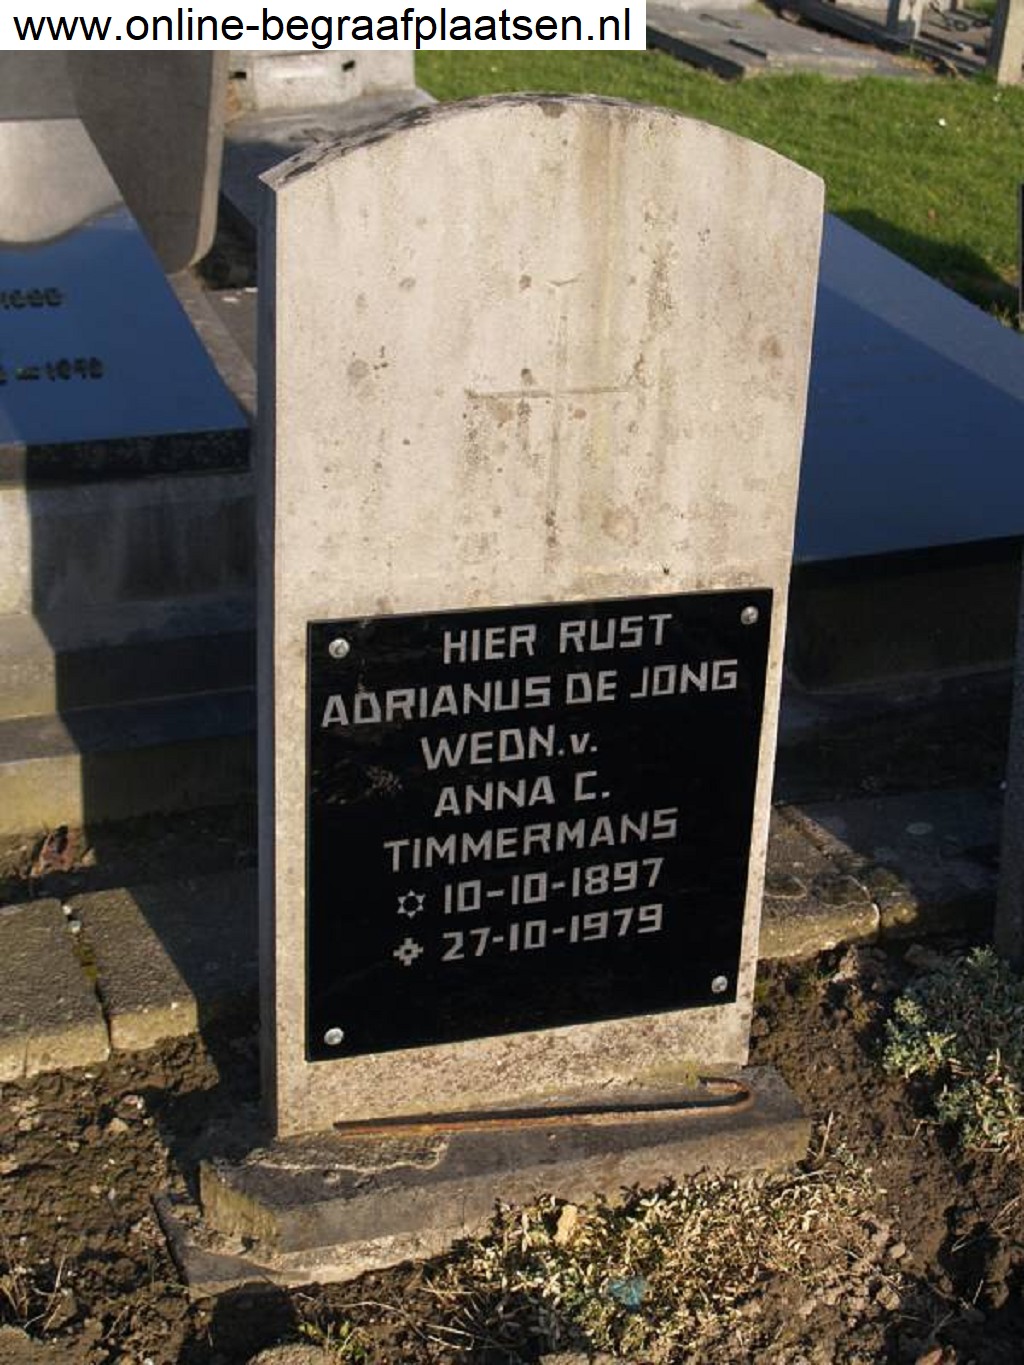 www.online-begraafplaatsen.nl
HIER RUST
ADRIANUS DE JONG
WEDN.v.
ANNA C.
TIMMERMANS
✡ 10-10-1897
✜ 27-10-1979